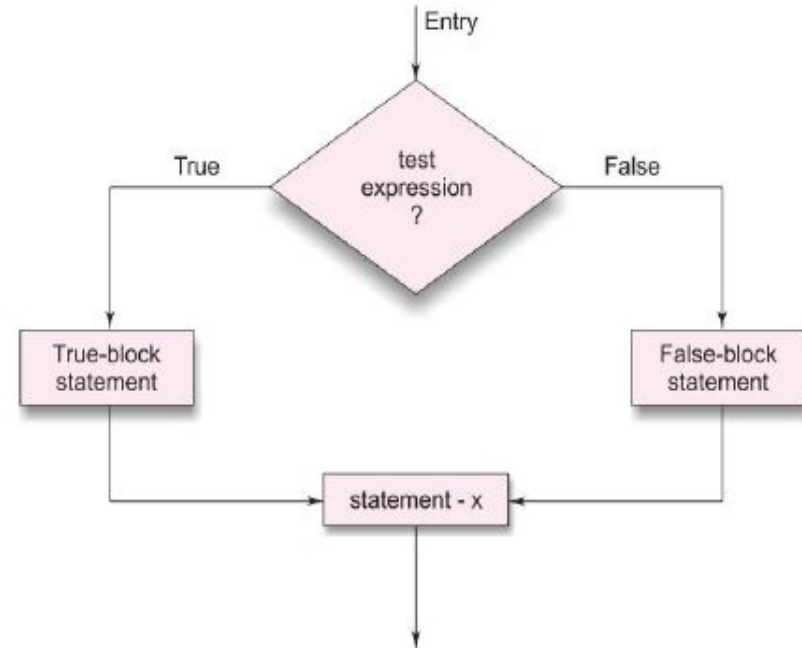 Entry
test
expression
?
True
False
True-block
statement
False-block
statement
statement - x